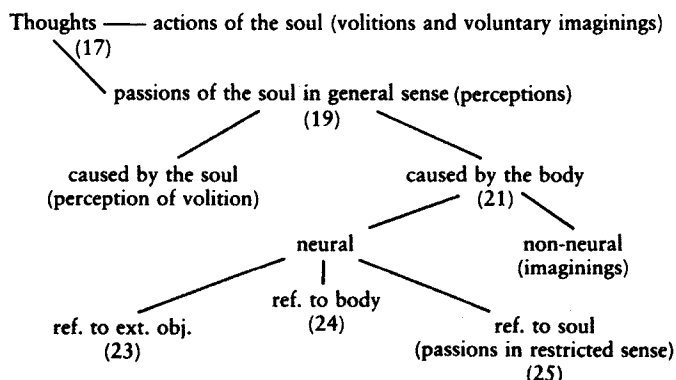 Thoughts — actions of the soul (volitions and voluntary imaginings)
(17)
passions of the soul in general sense (perceptions)
(19)
caused by the soul
(perception of volition)
caused by the body
(21)
neural
non-neural
(imaginings)
ref. to ext. obj.
(23)
ref. to body
(24)
ref. to soul
(passions in restricted sense)
(25)